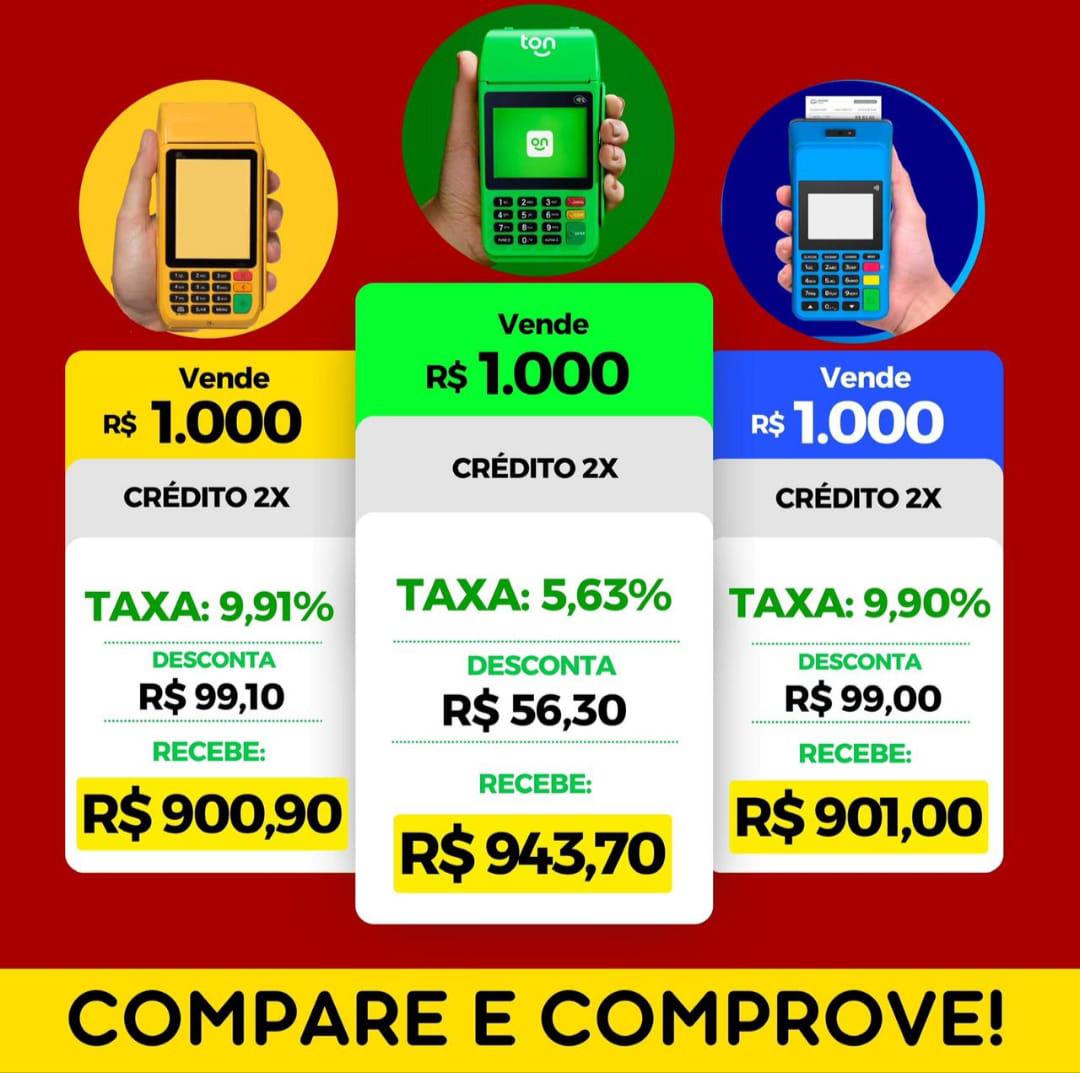 ton
on
Vende
R$ 1.000
CRÉDITO 2X
TAXA: 9,91%
DESCONTA
R$ 99,10
RECEBE:
R$ 900,90
Vende
R$ 1.000
CRÉDITO 2X
TAXA: 5,63%
DESCONTA
R$ 56,30
RECEBE:
R$ 943,70
Vende
R$ 1.000
CRÉDITO 2X
TAXA: 9,90%
DESCONTA
R$ 99,00
RECEBE:
R$ 901,00
COMPARE E COMPROVE!